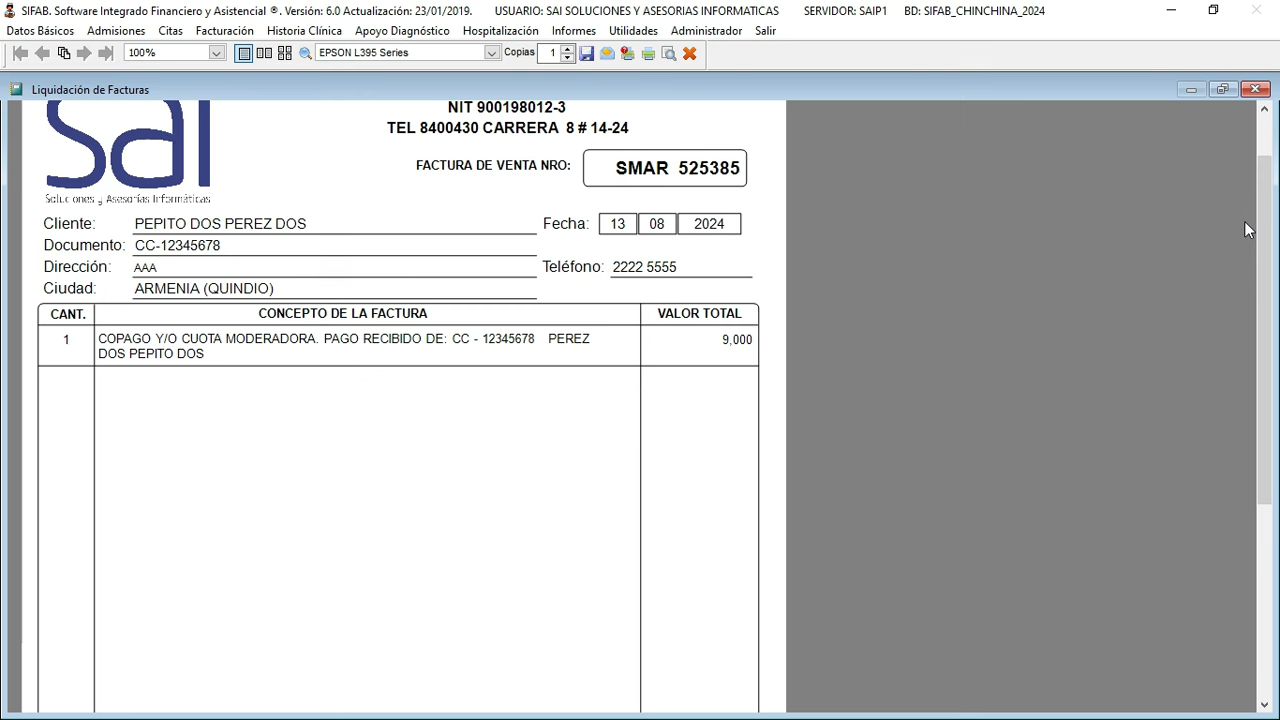 SIFAB. Software Integrado Financiero y Asistencial ®. Versión: 6.0 Actualización: 23/01/2019. USUARIO: SAI SOLUCIONES Y ASESORIAS INFORMATICAS SERVIDOR: SAIP1 BD: SIFAB_CHINCHINA_2024
Datos Básicos Admisiones Citas Facturación Historia Clínica Apoyo Diagnóstico Hospitalización Informes Utilidades Administrador Salir
100% EPSON L395 Series Copias 1
Liquidación de Facturas
sai
Soluciones y Asesorías Informáticas
NIT 900198012-3
TEL 8400430 CARRERA 8 # 14-24
FACTURA DE VENTA NRO: SMAR 525385
Cliente: PEPITO DOS PEREZ DOS Fecha: 13 08 2024
Documento: CC-12345678
Dirección: AAA Teléfono: 2222 5555
Ciudad: ARMENIA (QUINDIO)
CANT. CONCEPTO DE LA FACTURA VALOR TOTAL
1 COPAGO Y/O CUOTA MODERADORA. PAGO RECIBIDO DE: CC - 12345678 PEREZ 9,000
DOS PEPITO DOS